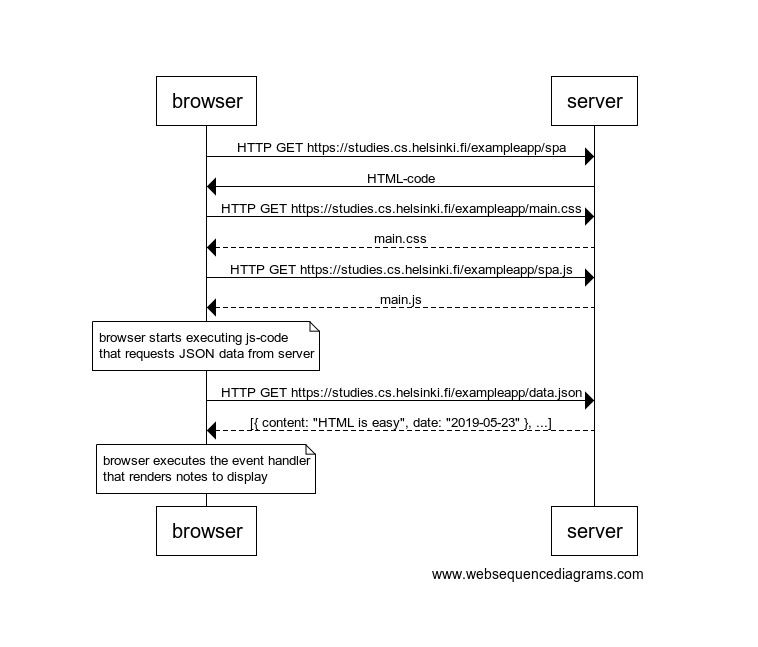 browser server
HTTP GET https://studies.cs.helsinki.fi/exampleapp/spa
HTML-code
HTTP GET https://studies.cs.helsinki.fi/exampleapp/main.css
main.css
HTTP GET https://studies.cs.helsinki.fi/exampleapp/spa.js
main.js
browser starts executing js-code
that requests JSON data from server
HTTP GET https://studies.cs.helsinki.fi/exampleapp/data.json
[{ content: "HTML is easy", date: "2019-05-23" }, ...]
browser executes the event handler
that renders notes to display
browser server
www.websequencediagrams.com